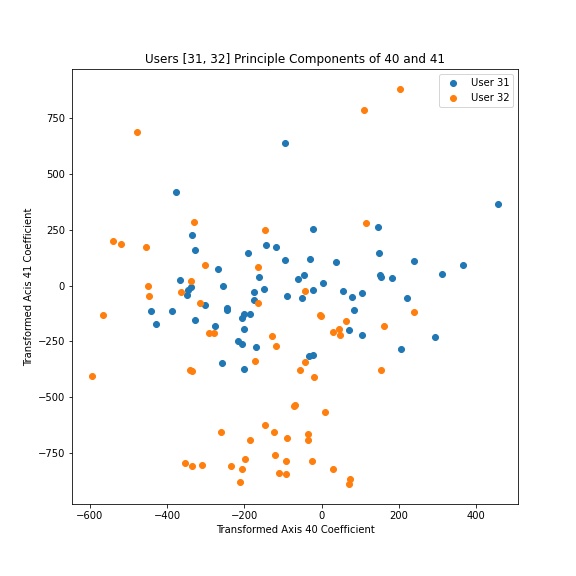 Users [31, 32] Principle Components of 40 and 41
User 31
User 32
Transformed Acis 41 Coefficient
750
500
250
0
−250
−500
−750
−600
−400
−200
0
200
400
Transformed Axis 40 Coefficient